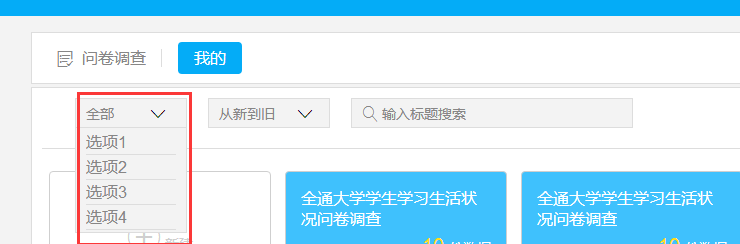 问卷调查 我的
全部 从新到旧 输入标题搜索
选项1
选项2
选项3
选项4
全通大学学生学习生活状
况问卷调查
全通大学学生学习生活状
况问卷调查